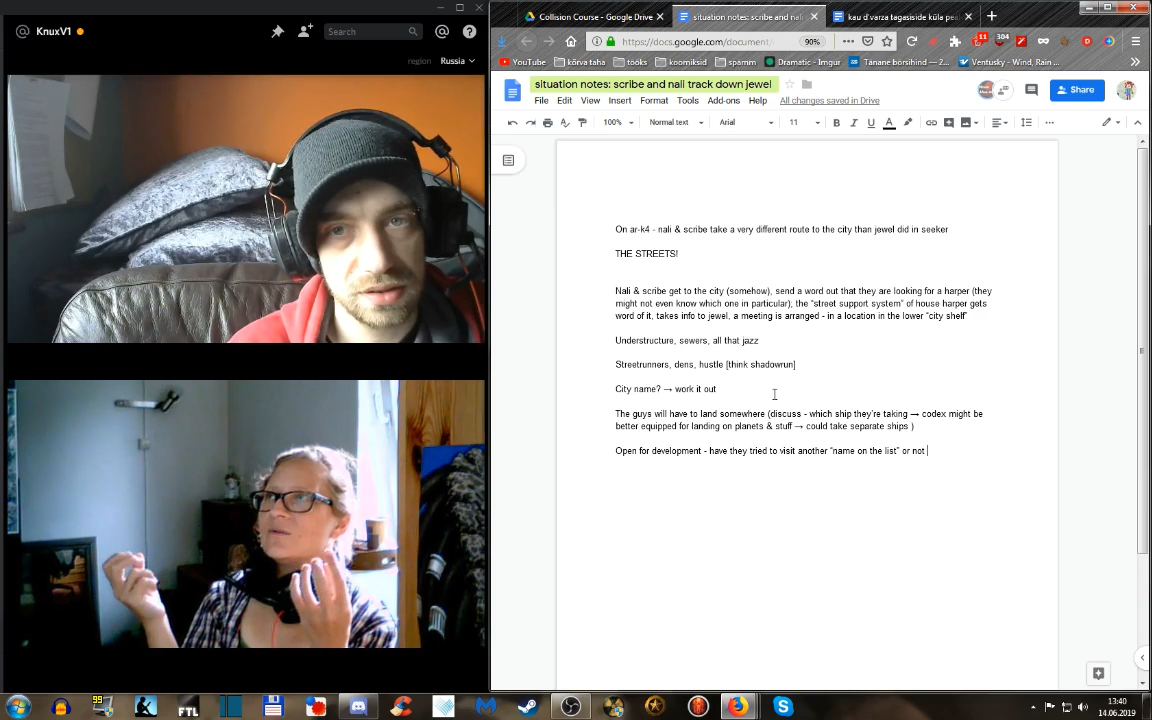 KnuxV1
Search
region Russia
Collision Course - Google Drive
situation notes: scribe and nali
kau d'varza tagasiside küla pea
https://docs.google.com/document/
90%
11
304
YouTube
kõrva taha
tööks
koomiksid
spamm
Dramatic - Imgur
Tänane börsihind — 2...
Ventusky - Wind, Rain ...
situation notes: scribe and nali track down jewel
File Edit View Insert Format Tools Add-ons Help All changes saved in Drive
Share
100% Normal text Arial 11 B I U A
On ar-k4 - nali & scribe take a very different route to the city than jewel did in seeker
THE STREETS!
Nali & scribe get to the city (somehow), send a word out that they are looking for a harper (they
might not even know which one in particular); the “street support system” of house harper gets
word of it, takes info to jewel, a meeting is arranged - in a location in the lower “city shelf”
Understructure, sewers, all that jazz
Streetrunners, dens, hustle [think shadowrun]
City name? → work it out
The guys will have to land somewhere (discuss - which ship they're taking → codex might be
better equipped for landing on planets & stuff → could take separate ships )
Open for development - have they tried to visit another “name on the list” or not
99
FTL
13:40
14.06.2019